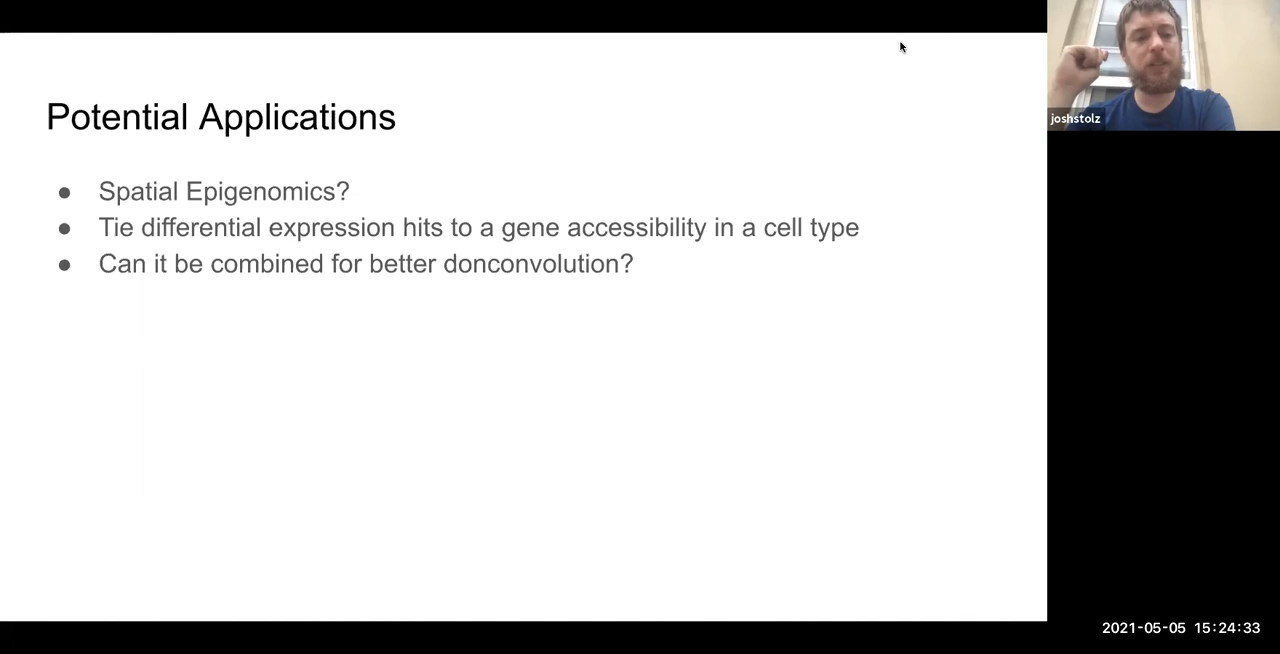 Potential Applications
● Spatial Epigenomics?
● Tie differential expression hits to a gene accessibility in a cell type
● Can it be combined for better donconvolution?
joshstolz
2021-05-05 15:24:33